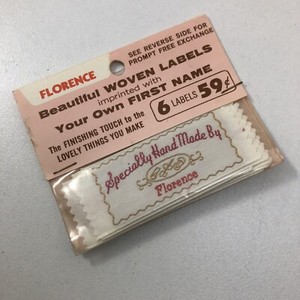 FLORENCE
SEE REVERSE SIDE FOR
PROMPT FREE EXCHANGE
Beautiful WOVEN LABELS
imprinted with
Your Own FIRST NAME
The FINISHING TOUCH to the
LOVELY THINGS YOU MAKE
6 LABELS 59¢
Specially Hand Made By
Florence